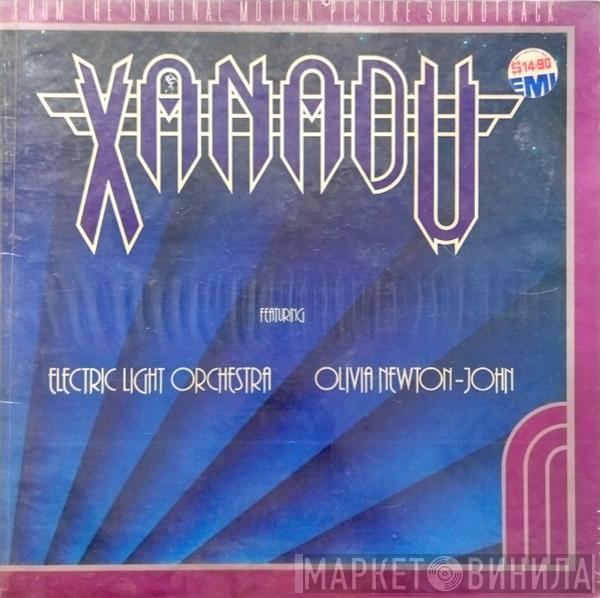 FROM THE ORIGINAL MOTION PICTURE SOUNDTRACK
XANADU
$14.90
EMI
FEATURING
ELECTRIC LIGHT ORCHESTRA
OLIVIA NEWTON-JOHN
МАРКЕТ ВИНИЛА